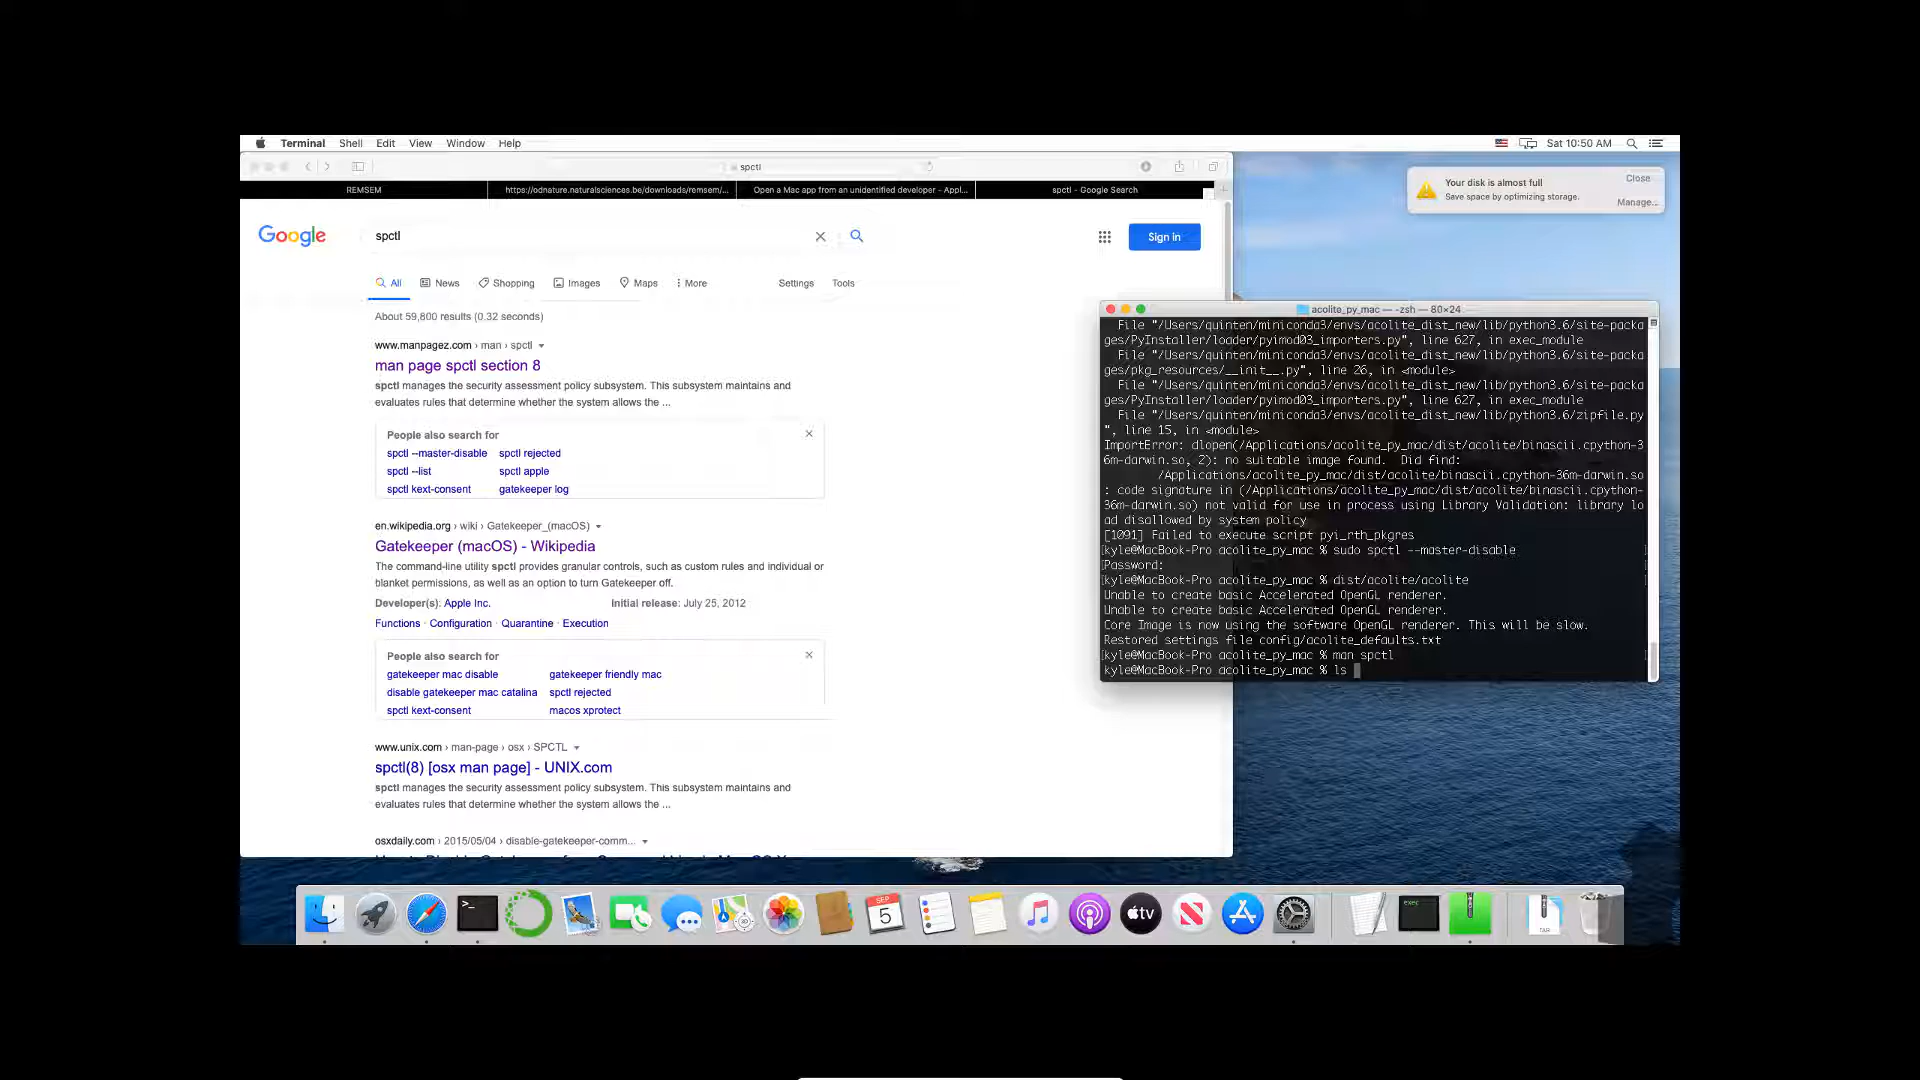 Terminal Shell Edit View Window Help
Sat 10:50 AM
spctl
REMSEM
https://odnature.naturalsciences.be/downloads/remsem/...
Open a Mac app from an unidentified developer - Appl...
spctl - Google Search
Your disk is almost full
Save space by optimizing storage.
Close
Manage...
Google
spctl
Sign in
All News Shopping Images Maps More Settings Tools
About 59,800 results (0.32 seconds)
www.manpagez.com › man › spctl
man page spctl section 8
spctl manages the security assessment policy subsystem. This subsystem maintains and
evaluates rules that determine whether the system allows the ...
People also search for
spctl --master-disable spctl rejected
spctl --list spctl apple
spctl kext-consent gatekeeper log
en.wikipedia.org › wiki › Gatekeeper_(macOS)
Gatekeeper (macOS) - Wikipedia
The command-line utility spctl provides granular controls, such as custom rules and individual or
blanket permissions, as well as an option to turn Gatekeeper off.
Developer(s): Apple Inc. Initial release: July 25, 2012
Functions · Configuration · Quarantine · Execution
People also search for
gatekeeper mac disable gatekeeper friendly mac
disable gatekeeper mac catalina spctl rejected
spctl kext-consent macos xprotect
www.unix.com › man-page › osx › SPCTL
spctl(8) [osx man page] - UNIX.com
spctl manages the security assessment policy subsystem. This subsystem maintains and
evaluates rules that determine whether the system allows the ...
osxdaily.com › 2015/05/04 › disable-gatekeeper-comm...
acolite_py_mac — -zsh — 80×24
File "/Users/quinten/miniconda3/envs/acolite_dist_new/lib/python3.6/site-packa
ges/PyInstaller/loader/pyimod03_importers.py", line 627, in exec_module
File "/Users/quinten/miniconda3/envs/acolite_dist_new/lib/python3.6/site-packa
ges/pkg_resources/__init__.py", line 26, in <module>
File "/Users/quinten/miniconda3/envs/acolite_dist_new/lib/python3.6/site-packa
ges/PyInstaller/loader/pyimod03_importers.py", line 627, in exec_module
File "/Users/quinten/miniconda3/envs/acolite_dist_new/lib/python3.6/zipfile.py
", line 15, in <module>
ImportError: dlopen(/Applications/acolite_py_mac/dist/acolite/binascii.cpython-3
6m-darwin.so, 2): no suitable image found.  Did find:
/Applications/acolite_py_mac/dist/acolite/binascii.cpython-36m-darwin.so
: code signature in (/Applications/acolite_py_mac/dist/acolite/binascii.cpython-
36m-darwin.so) not valid for use in process using Library Validation: library lo
ad disallowed by system policy
[1091] Failed to execute script pyi_rth_pkgres
[kyle@MacBook-Pro acolite_py_mac % sudo spctl --master-disable ]
Password:
[kyle@MacBook-Pro acolite_py_mac % dist/acolite/acolite ]
Unable to create basic Accelerated OpenGL renderer.
Unable to create basic Accelerated OpenGL renderer.
Core Image is now using the software OpenGL renderer. This will be slow.
Restored settings file config/acolite_defaults.txt
[kyle@MacBook-Pro acolite_py_mac % man spctl ]
kyle@MacBook-Pro acolite_py_mac % ls
SEP
5
tv
exec
TAR